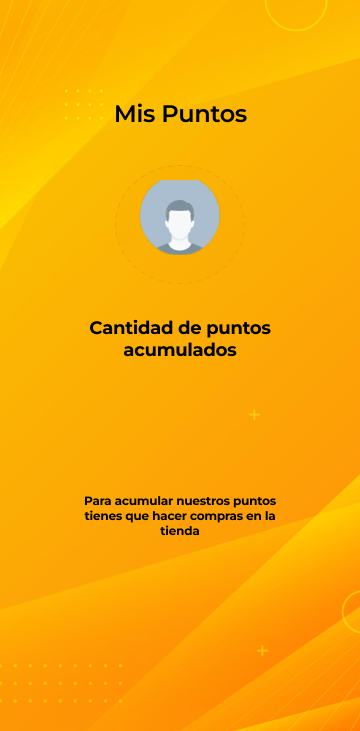 Mis Puntos
Cantidad de puntos
acumulados
Para acumular nuestros puntos
tienes que hacer compras en la
tienda